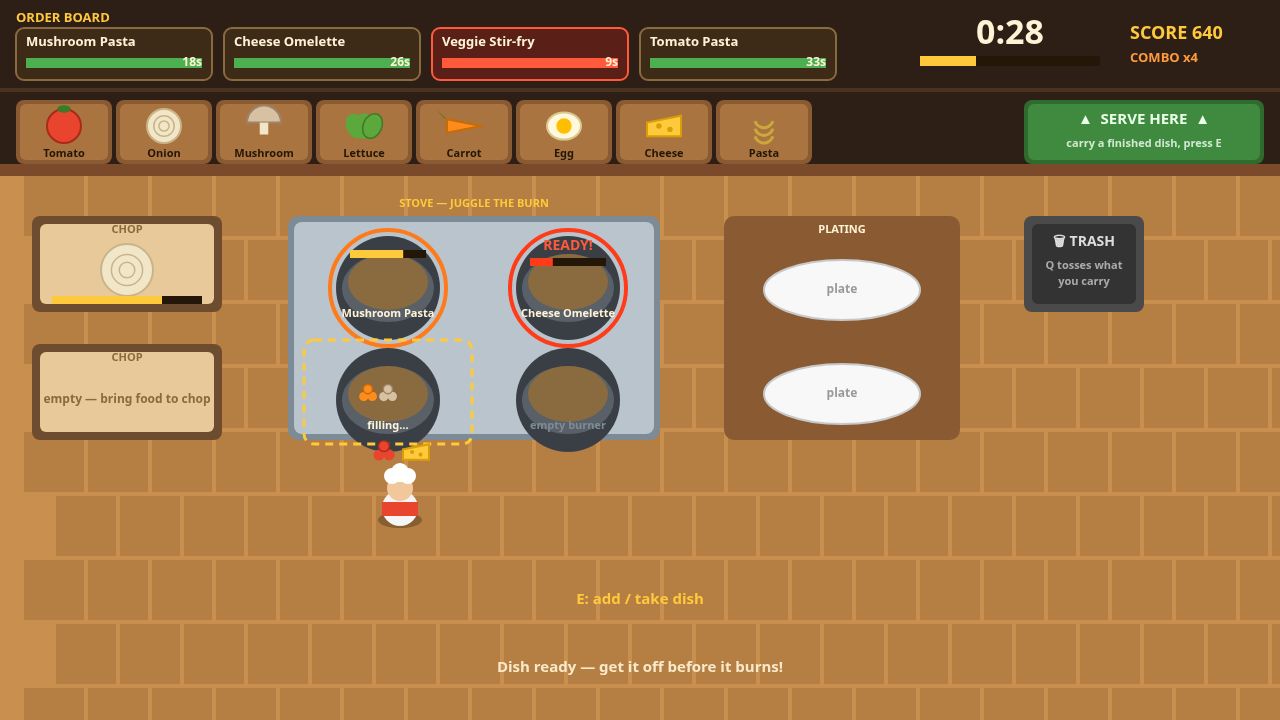 ORDER BOARD
Mushroom Pasta
18s
Cheese Omelette
26s
Veggie Stir-fry
9s
Tomato Pasta
33s
0:28
SCORE 640
COMBO x4
Tomato
Onion
Mushroom
Lettuce
Carrot
Egg
Cheese
Pasta
▲ SERVE HERE ▲
carry a finished dish, press E
STOVE — JUGGLE THE BURN
CHOP
READY!
Mushroom Pasta
Cheese Omelette
PLATING
plate
🗑 TRASH
Q tosses what
you carry
CHOP
empty — bring food to chop
filling...
empty burner
plate
E: add / take dish
Dish ready — get it off before it burns!